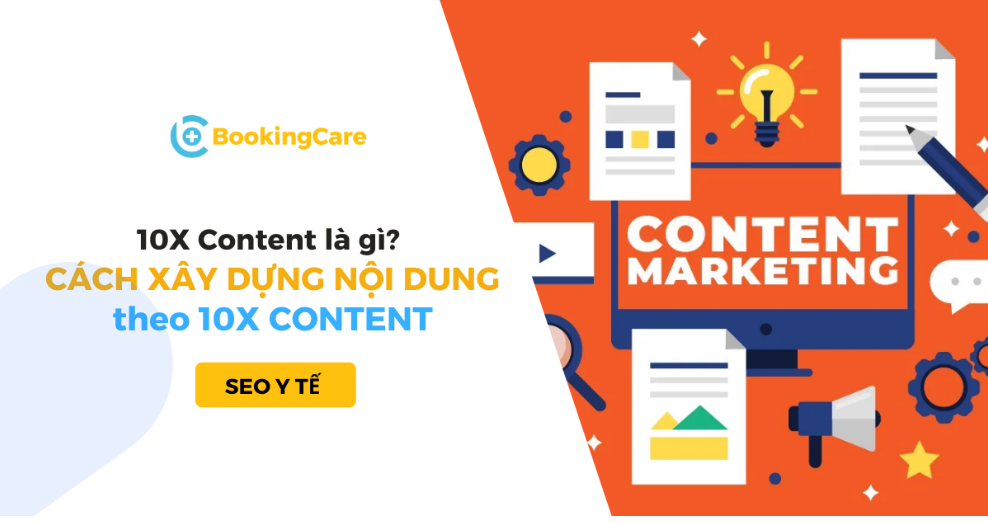 BookingCare
10X Content là gì?
CÁCH XÂY DỰNG NỘI DUNG
theo 10X CONTENT
SEO Y TẾ
CONTENT
MARKETING